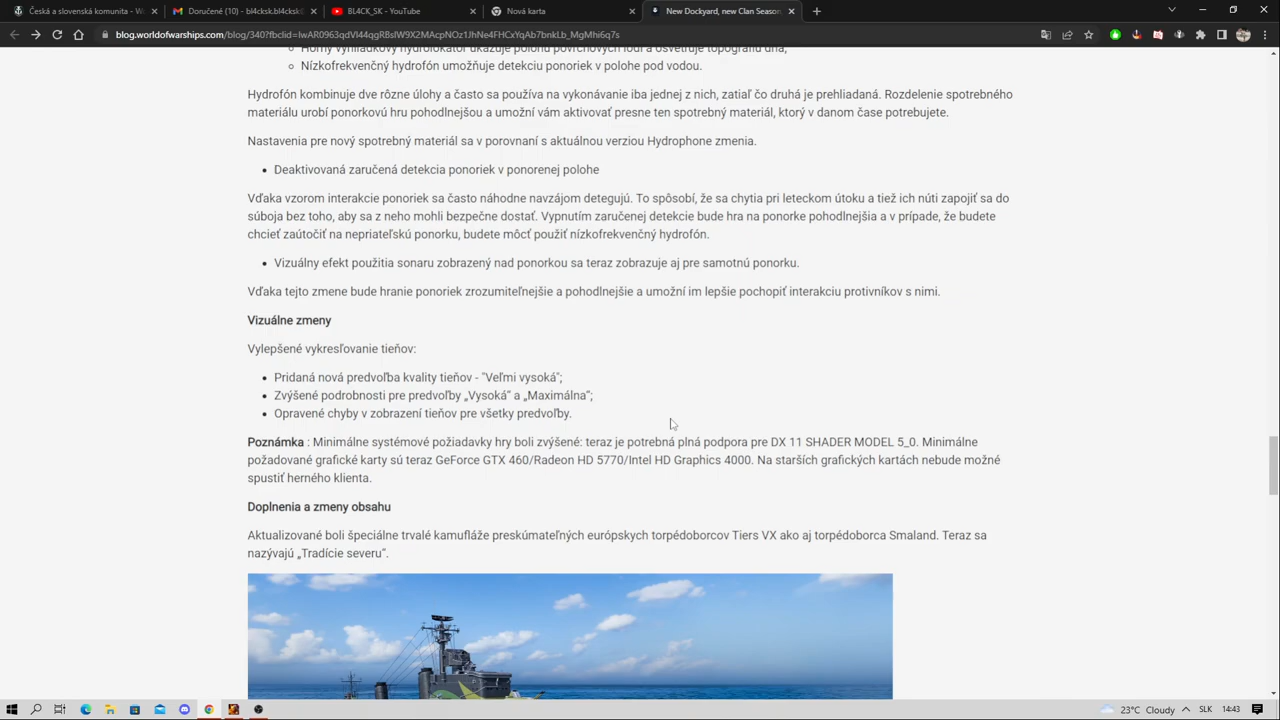 Česká a slovenská komunita - Wo
Doručené (10) - bl4cksk.bl4cksk@
BL4CK_SK - YouTube
Nová karta
New Dockyard, new Clan Season,
blog.worldofwarships.com/blog/340?fbclid=IwAR0963qdVl44qgRBsIW9X2MAcpNOz1JhNe4FHCxYqAb7bnkLb_MgMhi6q7s
Horný vyhliadkový hydrolokátor ukazuje polohu povrchových lodí a osvetľuje topografiu dna;
Nízkofrekvenčný hydrofón umožňuje detekciu ponoriek v polohe pod vodou.
Hydrofón kombinuje dve rôzne úlohy a často sa používa na vykonávanie iba jednej z nich, zatiaľ čo druhá je prehliadaná. Rozdelenie spotrebného
materiálu urobí ponorkovú hru pohodlnejšou a umožní vám aktivovať presne ten spotrebný materiál, ktorý v danom čase potrebujete.
Nastavenia pre nový spotrebný materiál sa v porovnaní s aktuálnou verziou Hydrophone zmenia.
Deaktivovaná zaručená detekcia ponoriek v ponorenej polohe
Vďaka vzorom interakcie ponoriek sa často náhodne navzájom detegujú. To spôsobí, že sa chytia pri leteckom útoku a tiež ich núti zapojiť sa do
súboja bez toho, aby sa z neho mohli bezpečne dostať. Vypnutím zaručenej detekcie bude hra na ponorke pohodlnejšia a v prípade, že budete
chcieť zaútočiť na nepriateľskú ponorku, budete môcť použiť nízkofrekvenčný hydrofón.
Vizuálny efekt použitia sonaru zobrazený nad ponorkou sa teraz zobrazuje aj pre samotnú ponorku.
Vďaka tejto zmene bude hranie ponoriek zrozumiteľnejšie a pohodlnejšie a umožní im lepšie pochopiť interakciu protivníkov s nimi.
Vizuálne zmeny
Vylepšené vykresľovanie tieňov:
Pridaná nová predvoľba kvality tieňov - "Veľmi vysoká";
Zvýšené podrobnosti pre predvoľby „Vysoká" a „Maximálna";
Opravené chyby v zobrazení tieňov pre všetky predvoľby.
Poznámka : Minimálne systémové požiadavky hry boli zvýšené: teraz je potrebná plná podpora pre DX 11 SHADER MODEL 5_0. Minimálne
požadované grafické karty sú teraz GeForce GTX 460/Radeon HD 5770/Intel HD Graphics 4000. Na starších grafických kartách nebude možné
spustiť herného klienta.
Doplnenia a zmeny obsahu
Aktualizované boli špeciálne trvalé kamufláže preskúmateľných európskych torpédoborcov Tiers VX ako aj torpédoborca Smaland. Teraz sa
nazývajú „Tradície severu".
23°C Cloudy
SLK
14:43